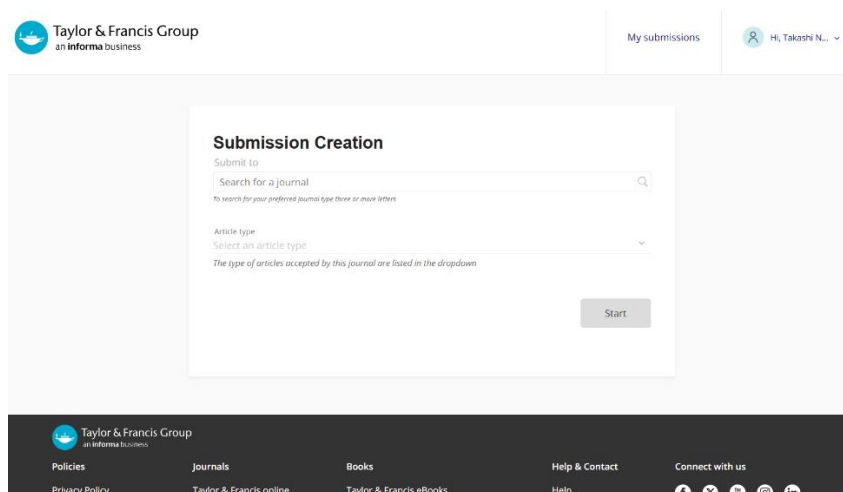 Taylor & Francis Group
an informa business
My submissions
Hi, Takashi N...
Submission Creation
Submit to
Search for a journal
To search for your preferred journal type three or more letters
Article type
Select an article type
The type of articles accepted by this journal are listed in the dropdown
Start
Taylor & Francis Group
an informa business
Policies Journals Books Help & Contact Connect with us
Privacy Policy Taylor & Francis online Taylor & Francis eBooks Help